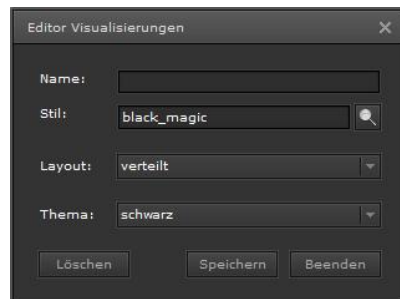 Editor Visualisierungen
Name:
Stil: black_magic
Layout: verteilt
Thema: schwarz
Löschen Speichern Beenden